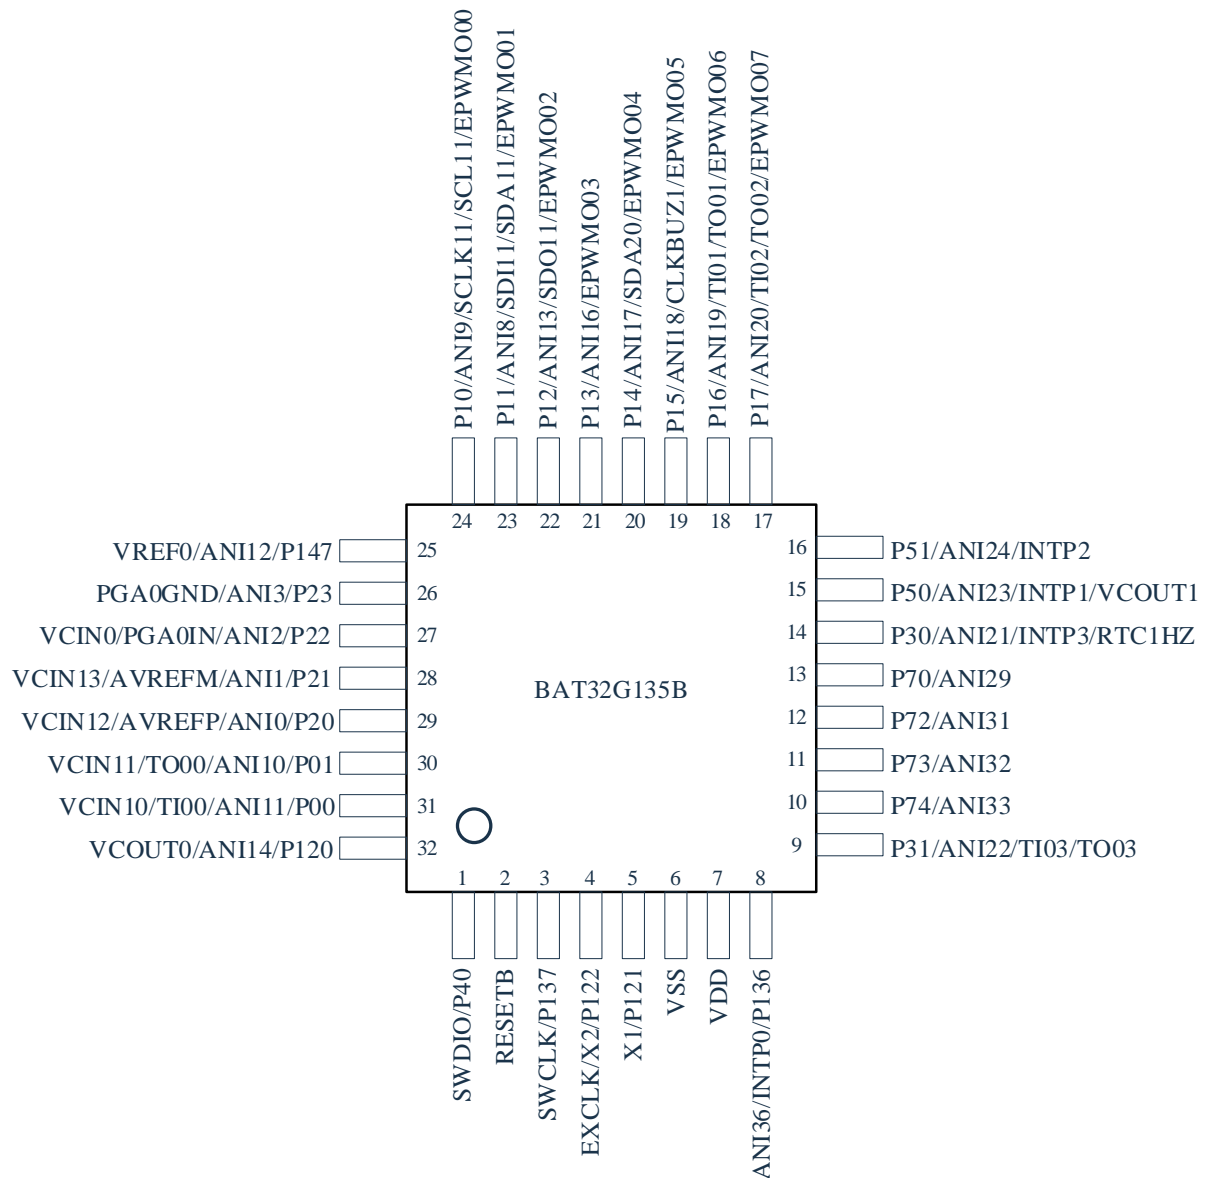 P10/ANI9/SCLK11/SCL11/EPWMO00
P11/ANI8/SDI11/SDA11/EPWMO01
P12/ANI13/SDO11/EPWMO02
P13/ANI16/EPWMO03
P14/ANI17/SDA20/EPWMO04
P15/ANI18/CLKBUZ1/EPWMO05
P16/ANI19/TI01/TO01/EPWMO06
P17/ANI20/TI02/TO02/EPWMO07
24 23 22 21 20 19 18 17
VREF0/ANI12/P147 25
PGA0GND/ANI3/P23 26
VCIN0/PGA0IN/ANI2/P22 27
VCIN13/AVREFM/ANI1/P21 28
VCIN12/AVREFP/ANI0/P20 29
VCIN11/TO00/ANI10/P01 30
VCIN10/TI00/ANI11/P00 31
VCOUT0/ANI14/P120 32
BAT32G135B
16 P51/ANI24/INTP2
15 P50/ANI23/INTP1/VCOUT1
14 P30/ANI21/INTP3/RTC1HZ
13 P70/ANI29
12 P72/ANI31
11 P73/ANI32
10 P74/ANI33
9 P31/ANI22/TI03/TO03
1 2 3 4 5 6 7 8
SWDIO/P40
RESETB
SWCLK/P137
EXCLK/X2/P122
X1/P121
VSS
VDD
ANI36/INTP0/P136